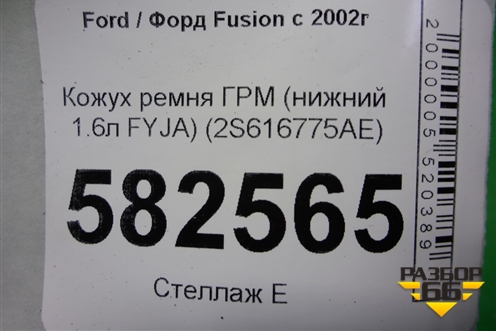 Ford / Форд Fusion с 2002г
Кожух ремня ГРМ (нижний
1.6л FYJA) (2S616775AE)
582565
Стеллаж Е
2000005520389
РАЗБОР
66